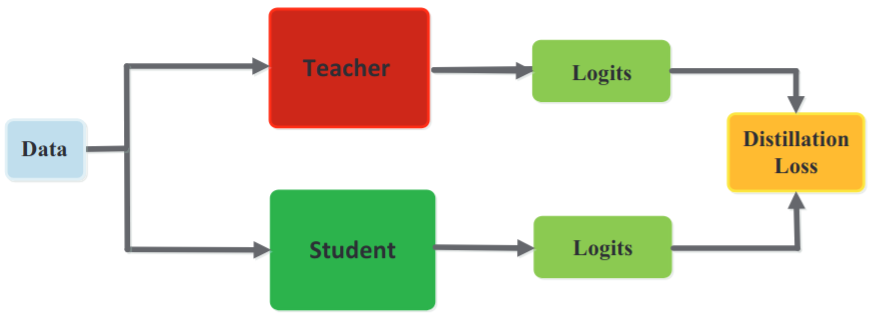 Data
Teacher
Logits
Distillation
Loss
Student
Logits